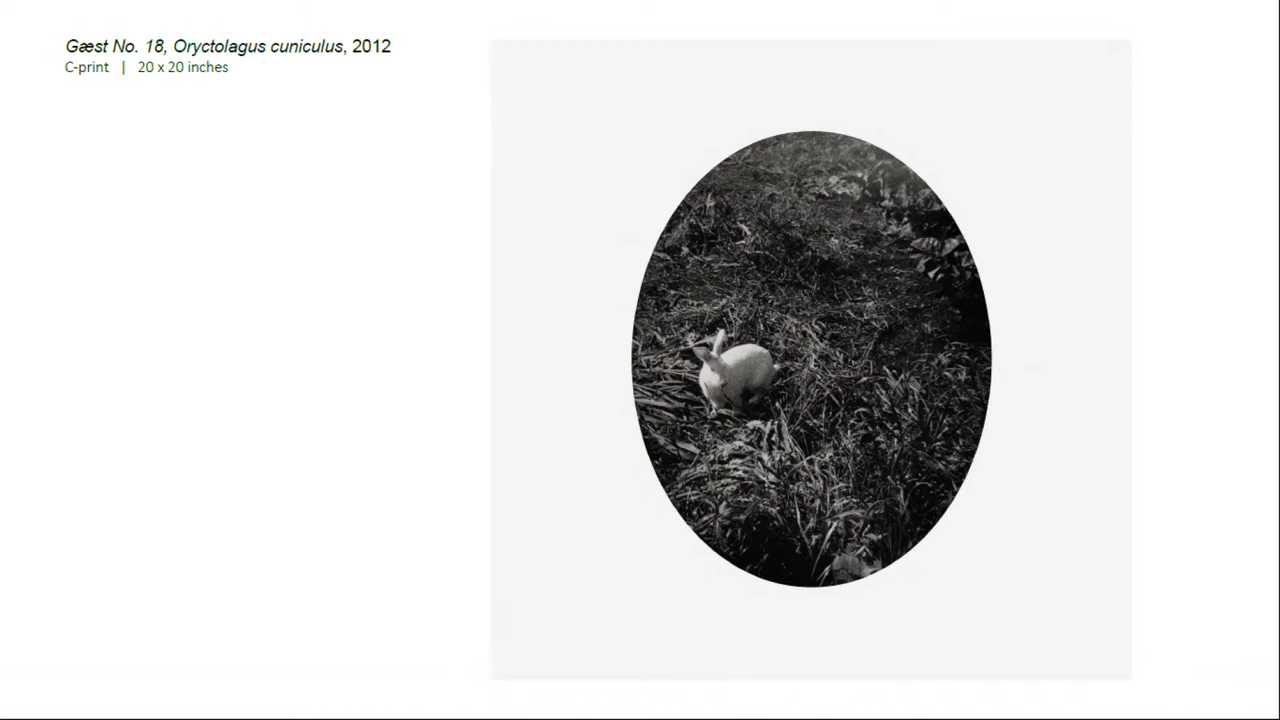 Gæst No. 18, Oryctolagus cuniculus, 2012
C-print | 20 x 20 inches